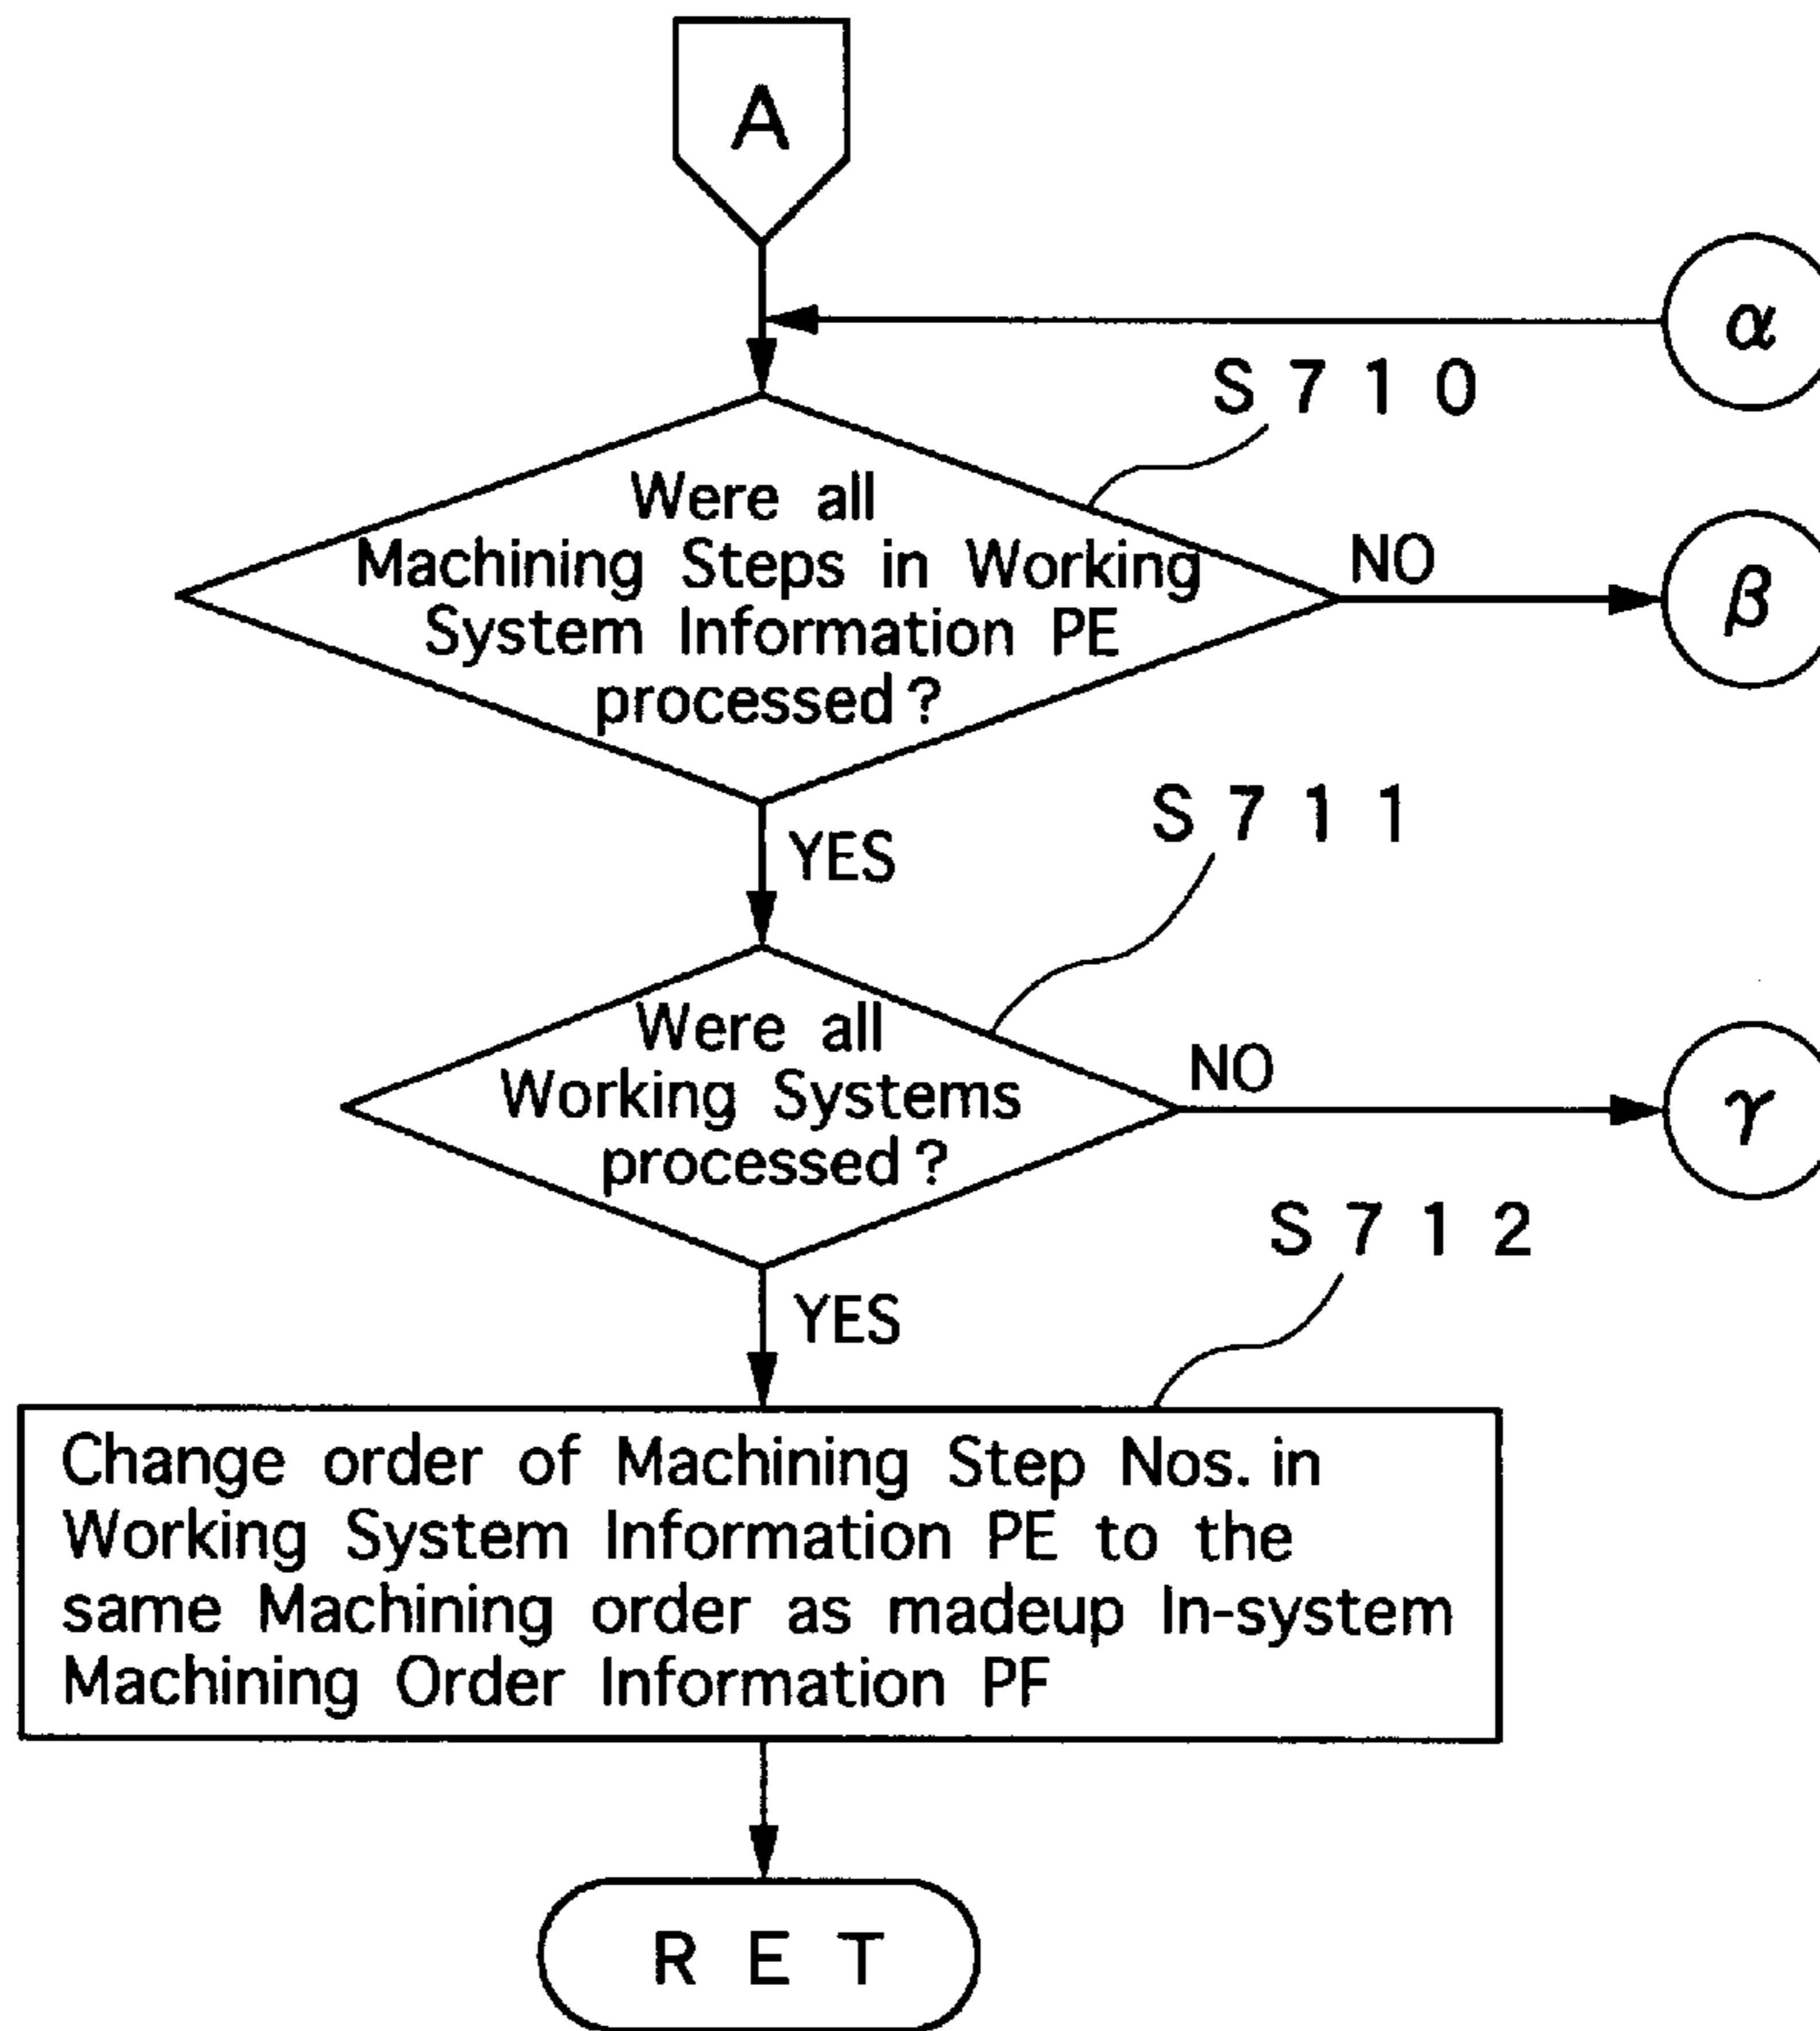 A
α
S 7 1 0
Were all
Machining Steps in Working
System Information PE
processed ?
NO
β
YES
S 7 1 1
Were all
Working Systems
processed ?
NO
γ
YES
S 7 1 2
Change order of Machining Step Nos. in
Working System Information PE to the
same Machining order as madeup In-system
Machining Order Information PF
R E T